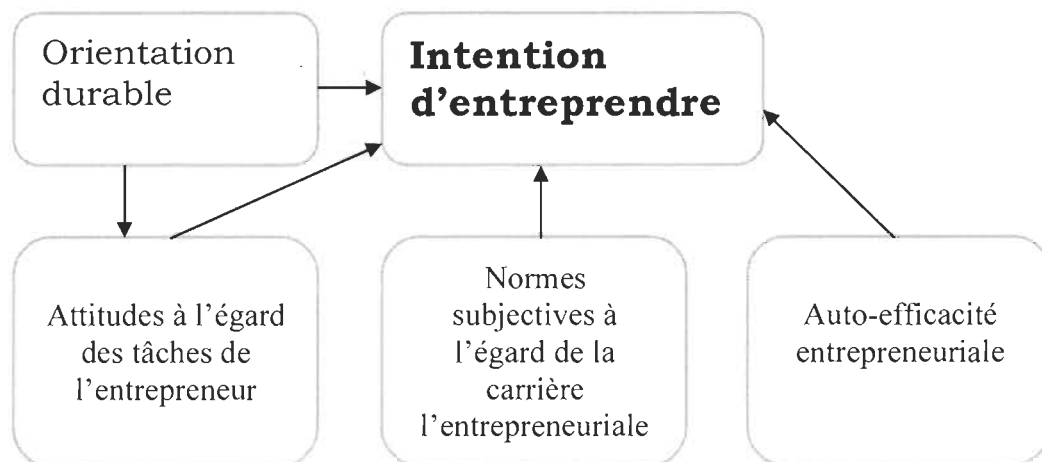 Orientation
durable
Intention
d'entreprendre
Attitudes à l'égard
des tâches de
l'entrepreneur
Normes
subjectives à
l'égard de la
carrière
l'entrepreneuriale
Auto-efficacité
entrepreneuriale